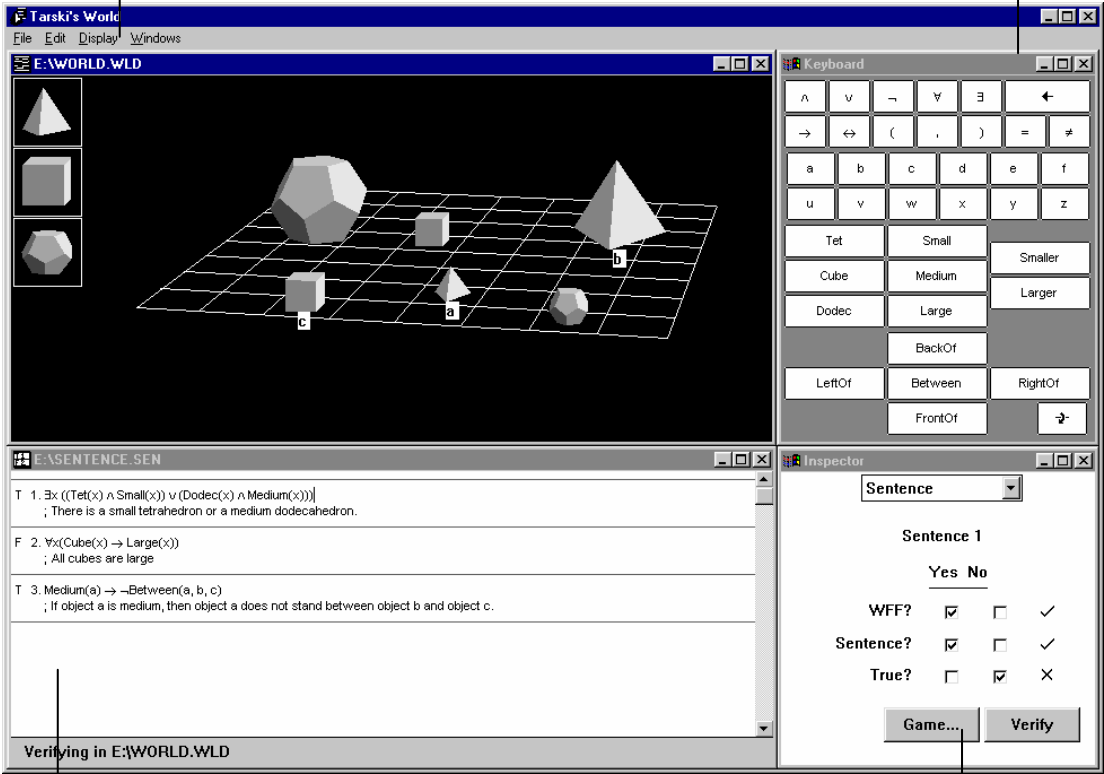 Tarski's World
File Edit Display Windows
E:\WORLD.WLD
b
a
c
Keyboard
∧ ∨ ¬ ∀ ∃ ←
→ ↔ ( , ) = ≠
a b c d e f
u v w x y z
Tet Small
Smaller
Cube Medium
Larger
Dodec Large
BackOf
LeftOf Between RightOf
FrontOf
E:\SENTENCE.SEN
T 1. ∃x ((Tet(x) ∧ Small(x)) ∨ (Dodec(x) ∧ Medium(x)))
; There is a small tetrahedron or a medium dodecahedron.
F 2. ∀x(Cube(x) → Large(x))
; All cubes are large
T 3. Medium(a) → ¬Between(a, b, c)
; If object a is medium, then object a does not stand between object b and object c.
Verifying in E:\WORLD.WLD
Inspector
Sentence
Sentence 1
Yes No
WFF?
Sentence?
True?
Game... Verify